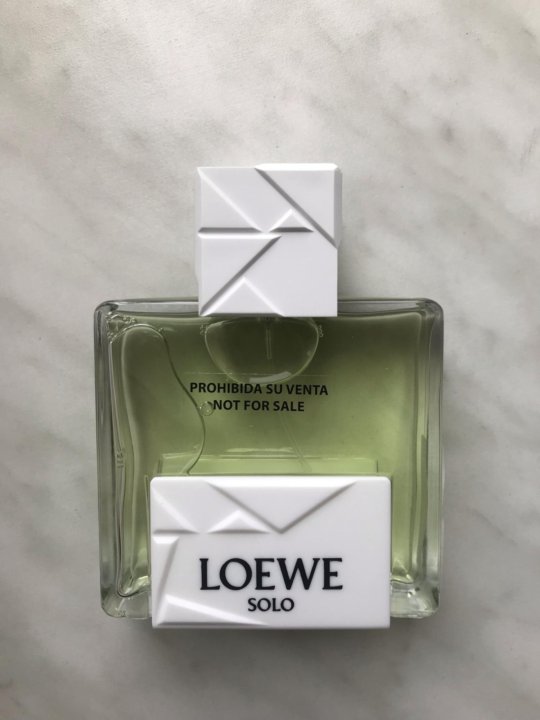 PROHIBIDA SU VENTA
NOT FOR SALE
LOEWE
SOLO